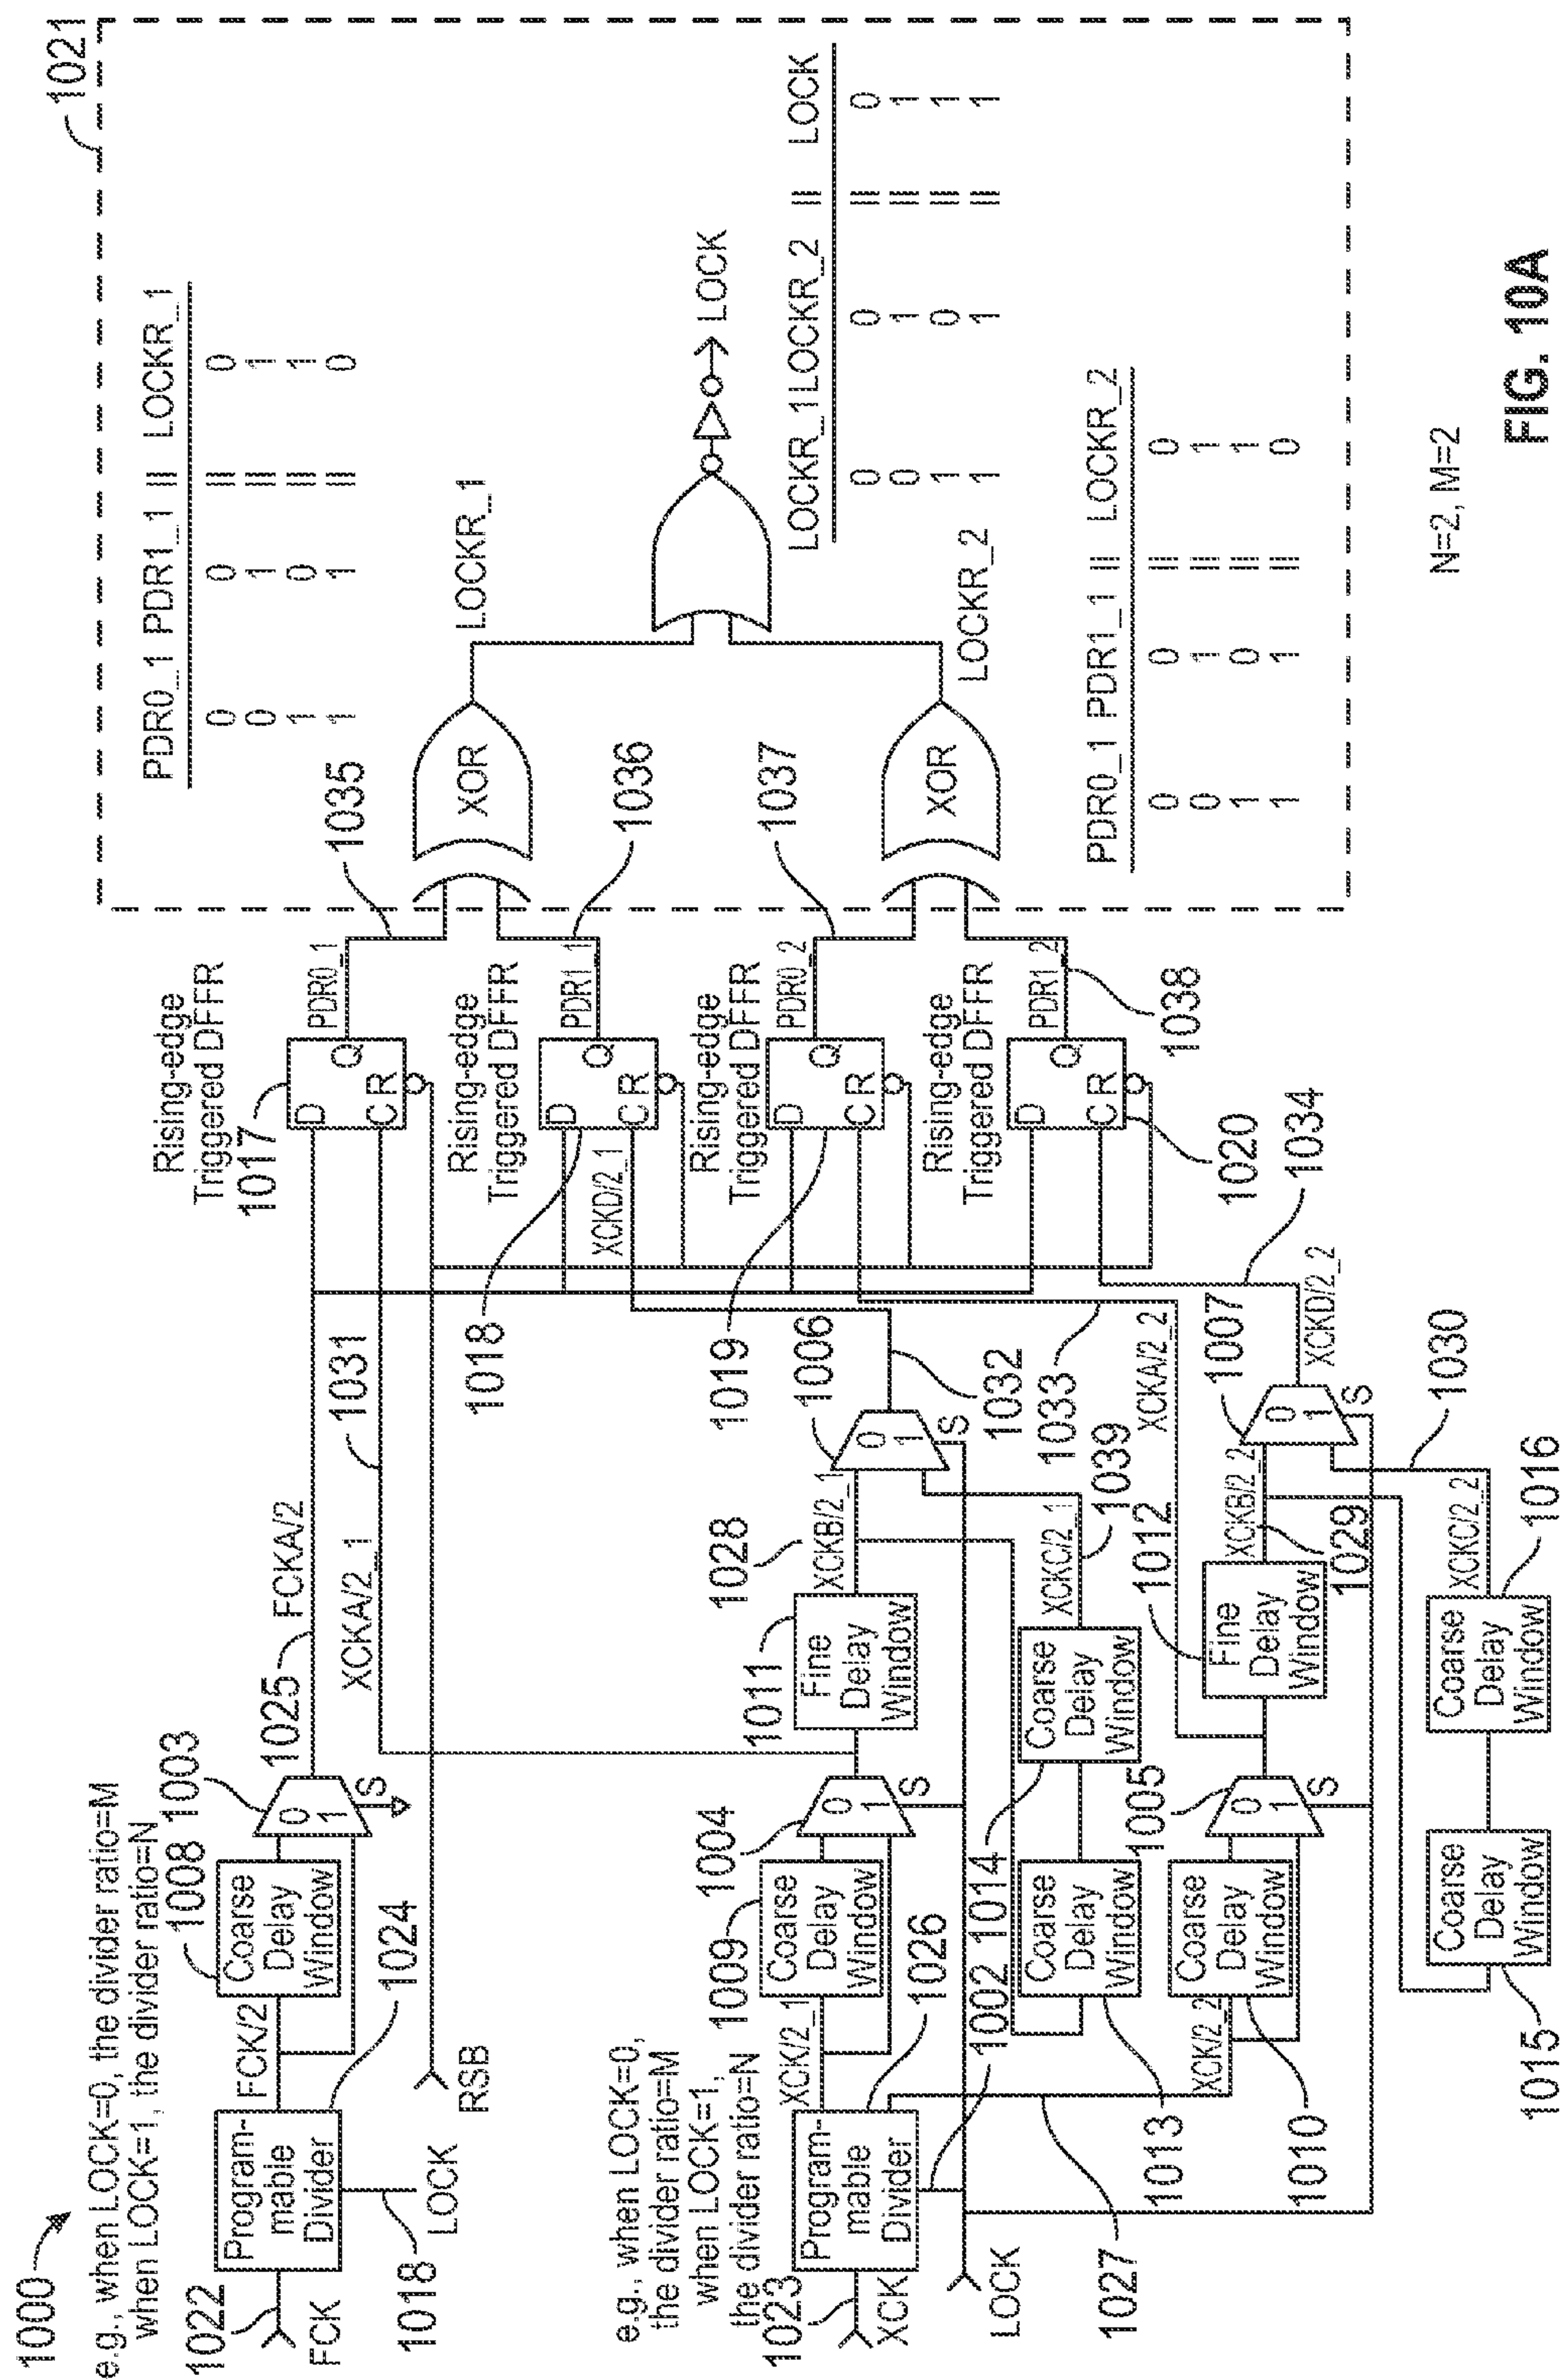 1000
e.g., when LOCK=0, the divider ratio=M
when LOCK=1, the divider ratio=N
1022
FCK
Program-
mable
Divider
1018
LOCK
1024
FCK/2
1008
Coarse
Delay
Window
1003
0
1
S
1025
FCKA/2
RSB
XCKA/2_1
1031
e.g., when LOCK=0,
the divider ratio=M
when LOCK=1,
the divider ratio=N
1023
XCK
Program-
mable
Divider
1026
XCK/2_1
1009
Coarse
Delay
Window
1004
0
1
S
1011
Fine
Delay
Window
1028
XCKB/2_1
1006
0
1
S
1032
LOCK
1002
1014
Coarse
Delay
Window
1013
Coarse
Delay
Window
XCKC/2_1
1039
1027
XCK/2_2
1010
Coarse
Delay
Window
1005
0
1
S
1012
Fine
Delay
Window
XCKB/2_2
1029
1033
XCKA/2_2
1007
0
1
S
XCKD/2_2
1034
1015
Coarse
Delay
Window
Coarse
Delay
Window
XCKC/2_2
1016
1030
Rising-edge
Triggered DFFR
1017
D
Q
C R
PDR0_1
1035
Rising-edge
Triggered DFFR
XCKD/2_1
1018
D
Q
C R
PDR1_1
1036
Rising-edge
Triggered DFFR
1019
D
Q
C R
PDR0_2
1037
Rising-edge
Triggered DFFR
1020
D
Q
C R
PDR1_2
1038
1021
PDR0_1 PDR1_1 || LOCKR_1
0 0 || 0
0 1 || 1
1 0 || 1
1 1 || 0
XOR
LOCKR_1
XOR
LOCKR_2
LOCK
LOCKR_1 LOCKR_2 || LOCK
0 0 || 0
0 1 || 1
1 0 || 1
1 1 || 1
PDR0_1 PDR1_1 || LOCKR_2
0 0 || 0
0 1 || 1
1 0 || 1
1 1 || 0
N=2, M=2
FIG. 10A